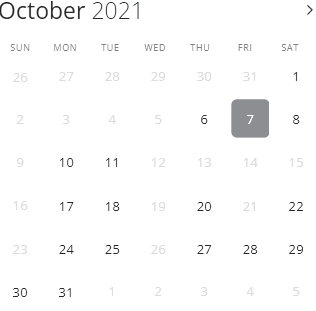 October 2021
SUN MON TUE WED THU FRI SAT
26 27 28 29 30 31 1
2 3 4 5 6 7 8
9 10 11 12 13 14 15
16 17 18 19 20 21 22
23 24 25 26 27 28 29
30 31 1 2 3 4 5